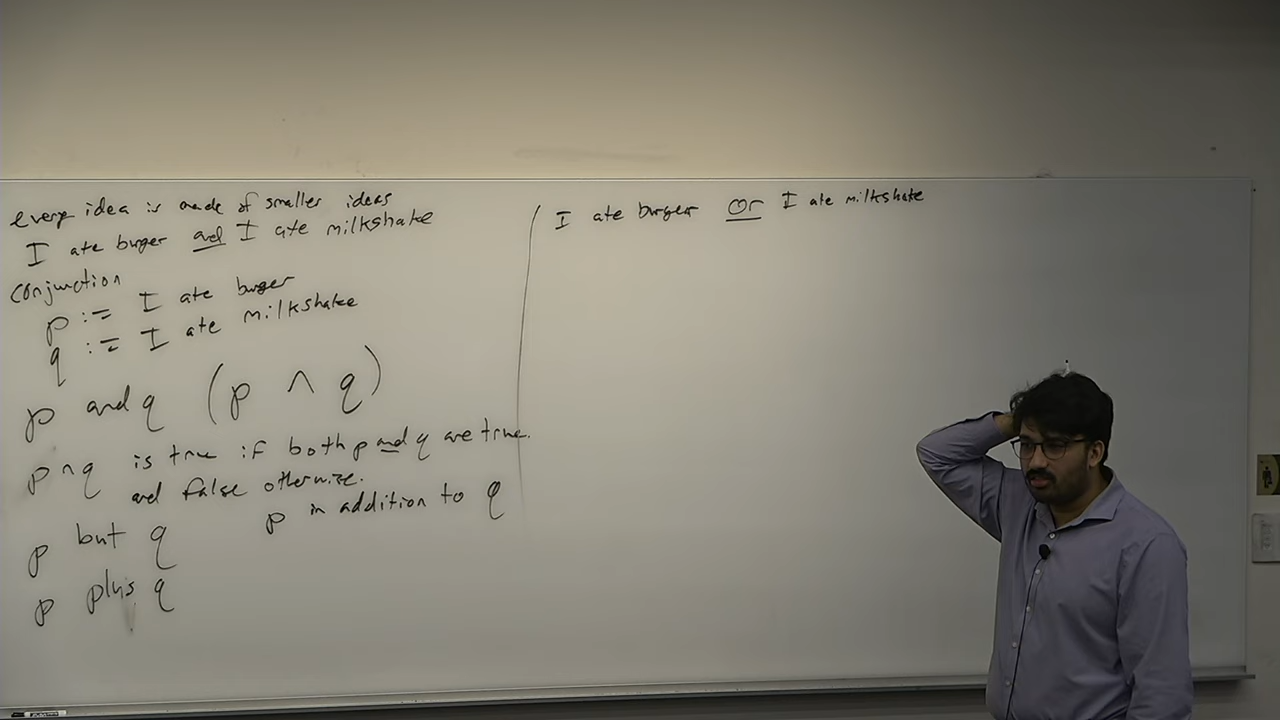 every idea is made of smaller ideas
I ate burger and I ate milkshake
conjunction
p := I ate burger
q := I ate milkshake
p and q (p ∧ q)
p ∧ q is true if both p and q are true.
and false otherwise.
p but q p in addition to q
p plus q
I ate burger or I ate milkshake